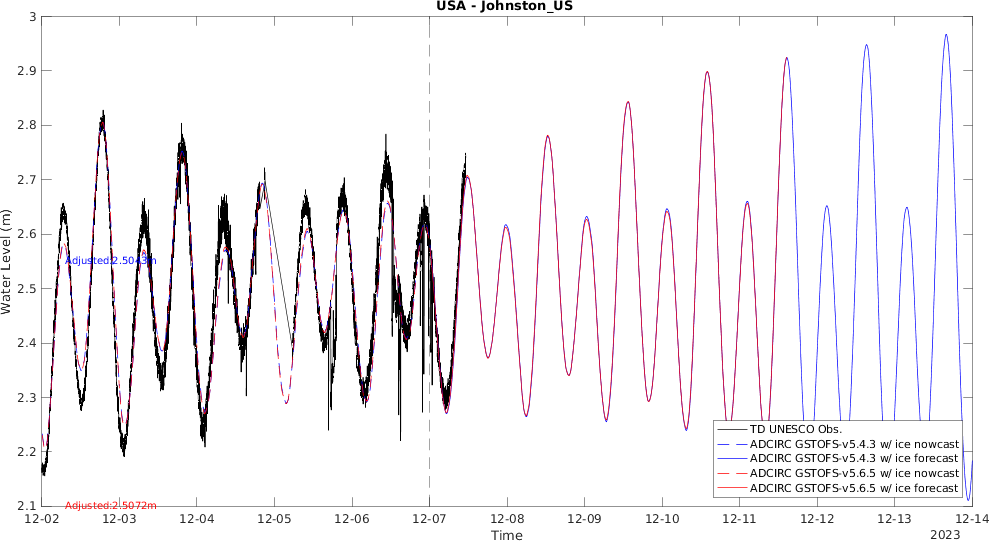 USA - Johnston_US
3
2.9
2.8
2.7
2.6
2.5
2.4
2.3
2.2
2.1
Water Level (m)
Adjusted:2.5043m
Adjusted:2.5072m
TD UNESCO Obs.
ADCIRC GSTOFS-v5.4.3 w/ ice nowcast
ADCIRC GSTOFS-v5.4.3 w/ ice forecast
ADCIRC GSTOFS-v5.6.5 w/ ice nowcast
ADCIRC GSTOFS-v5.6.5 w/ ice forecast
12-02 12-03 12-04 12-05 12-06 12-07 12-08 12-09 12-10 12-11 12-12 12-13 12-14
Time
2023